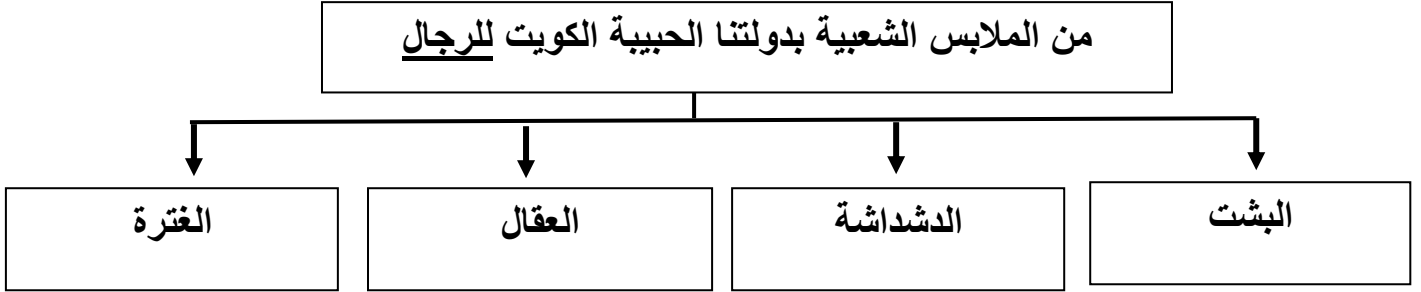 من الملابس الشعبية بدولتنا الحبيبة الكويت للرجال
البشت
الدشداشة
العقال
الغترة